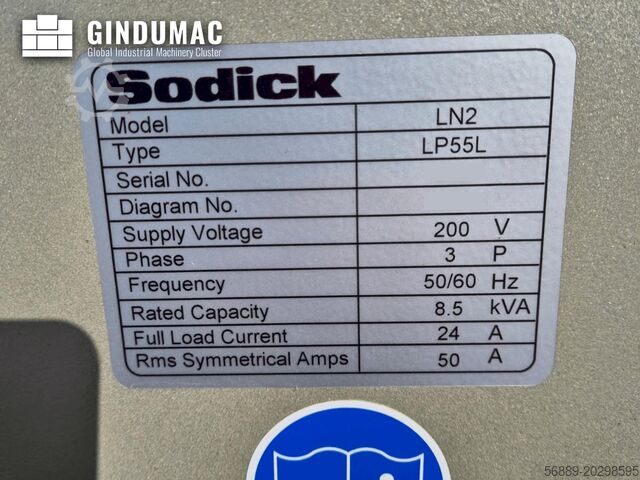 GINDUMAC
Global Industrial Machinery Cluster
Sodick
Model LN2
Type LP55L
Serial No.
Diagram No.
Supply Voltage 200 V
Phase 3 P
Frequency 50/60 Hz
Rated Capacity 8.5 kVA
Full Load Current 24 A
Rms Symmetrical Amps 50 A
56889-20298595